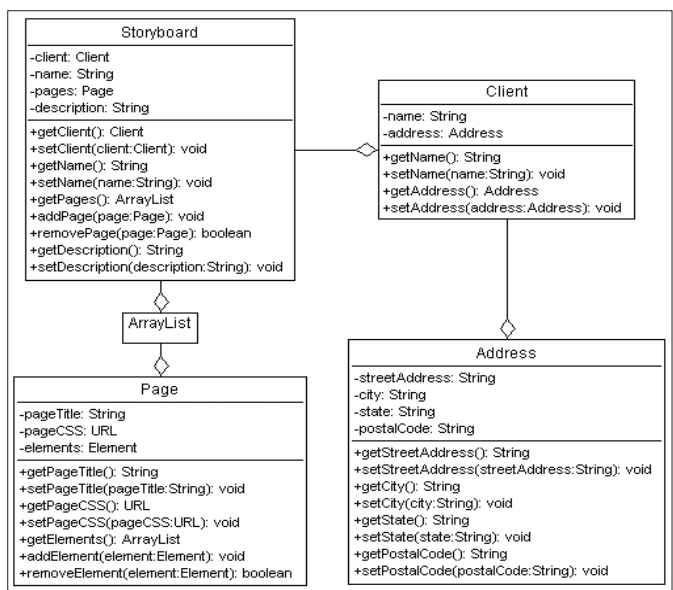 Storyboard
-client: Client
-name: String
-pages: Page
-description: String
+getClient(): Client
+setClient(client:Client): void
+getName(): String
+setName(name:String): void
+getPages(): ArrayList
+addPage(page:Page): void
+removePage(page:Page): boolean
+getDescription(): String
+setDescription(description:String): void
Client
-name: String
-address: Address
+getName(): String
+setName(name:String): void
+getAddress(): Address
+setAddress(address:Address): void
ArrayList
Page
-pageTitle: String
-pageCSS: URL
-elements: Element
+getPageTitle(): String
+setPageTitle(pageTitle:String): void
+getPageCSS(): URL
+setPageCSS(pageCSS:URL): void
+getElements(): ArrayList
+addElement(element:Element): void
+removeElement(element:Element): boolean
Address
-streetAddress: String
-city: String
-state: String
-postalCode: String
+getStreetAddress(): String
+setStreetAddress(streetAddress:String): void
+getCity(): String
+setCity(city:String): void
+getState(): String
+setState(state:String): void
+getPostalCode(): String
+setPostalCode(postalCode:String): void